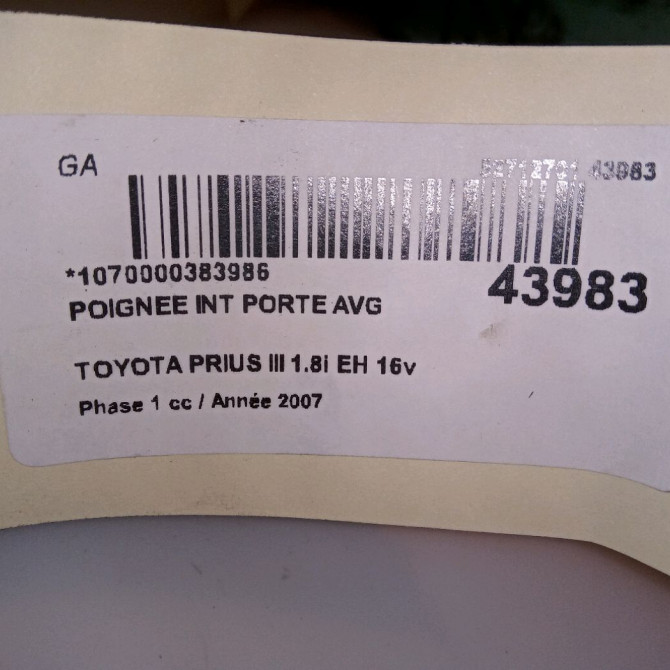 GA
43983
*1070000383986
43983
POIGNEE INT PORTE AVG
TOYOTA PRIUS III 1.8i EH 16v
Phase 1 cc / Année 2007